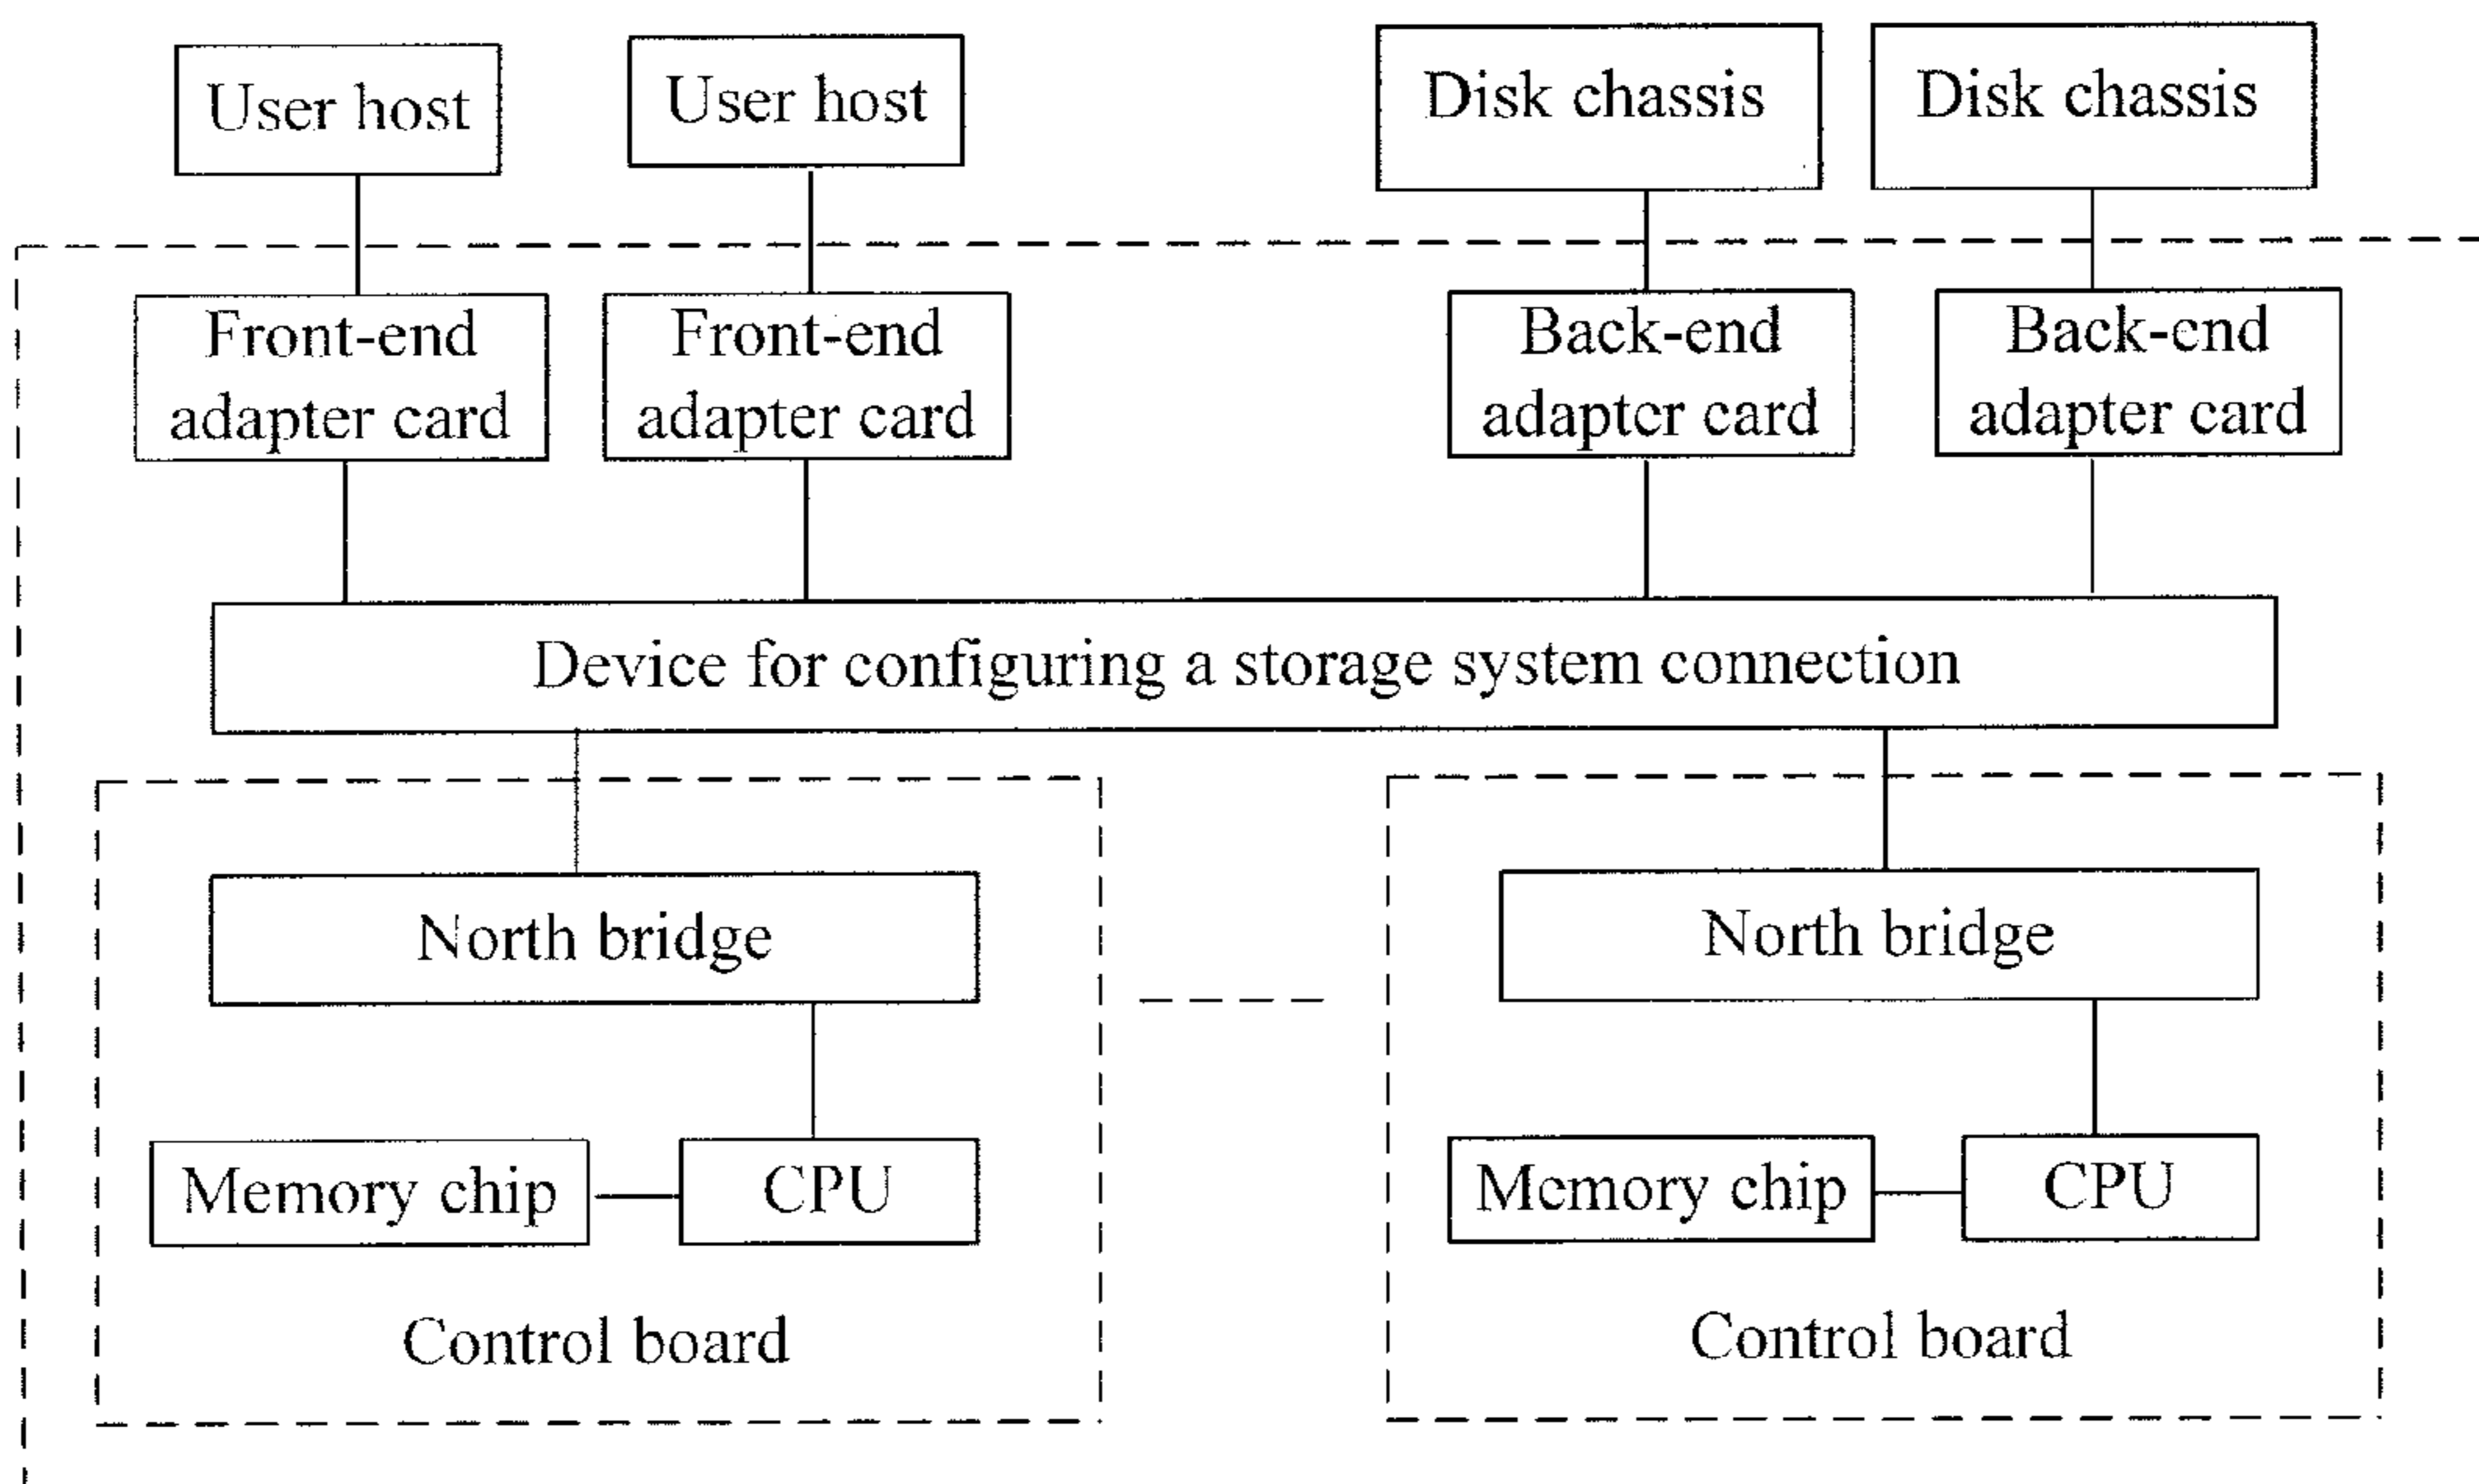 User host
User host
Disk chassis
Disk chassis
Front-end
adapter card
Front-end
adapter card
Back-end
adapter card
Back-end
adapter card
Device for configuring a storage system connection
North bridge
North bridge
Memory chip
CPU
Memory chip
CPU
Control board
Control board